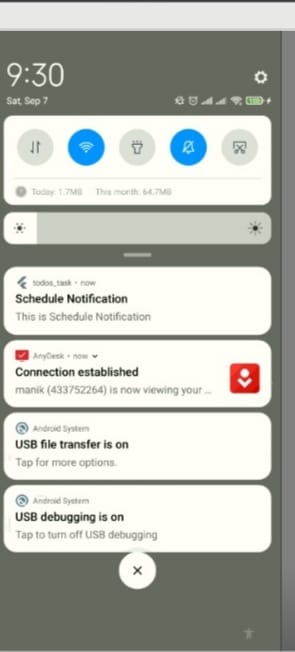 9:30
Sat, Sep 7
Today: 1.7MB This month: 64.7MB
todos_task • now
Schedule Notification
This is Schedule Notification
AnyDesk • now
Connection established
manik (433752264) is now viewing your ...
Android System
USB file transfer is on
Tap for more options.
Android System
USB debugging is on
Tap to turn off USB debugging